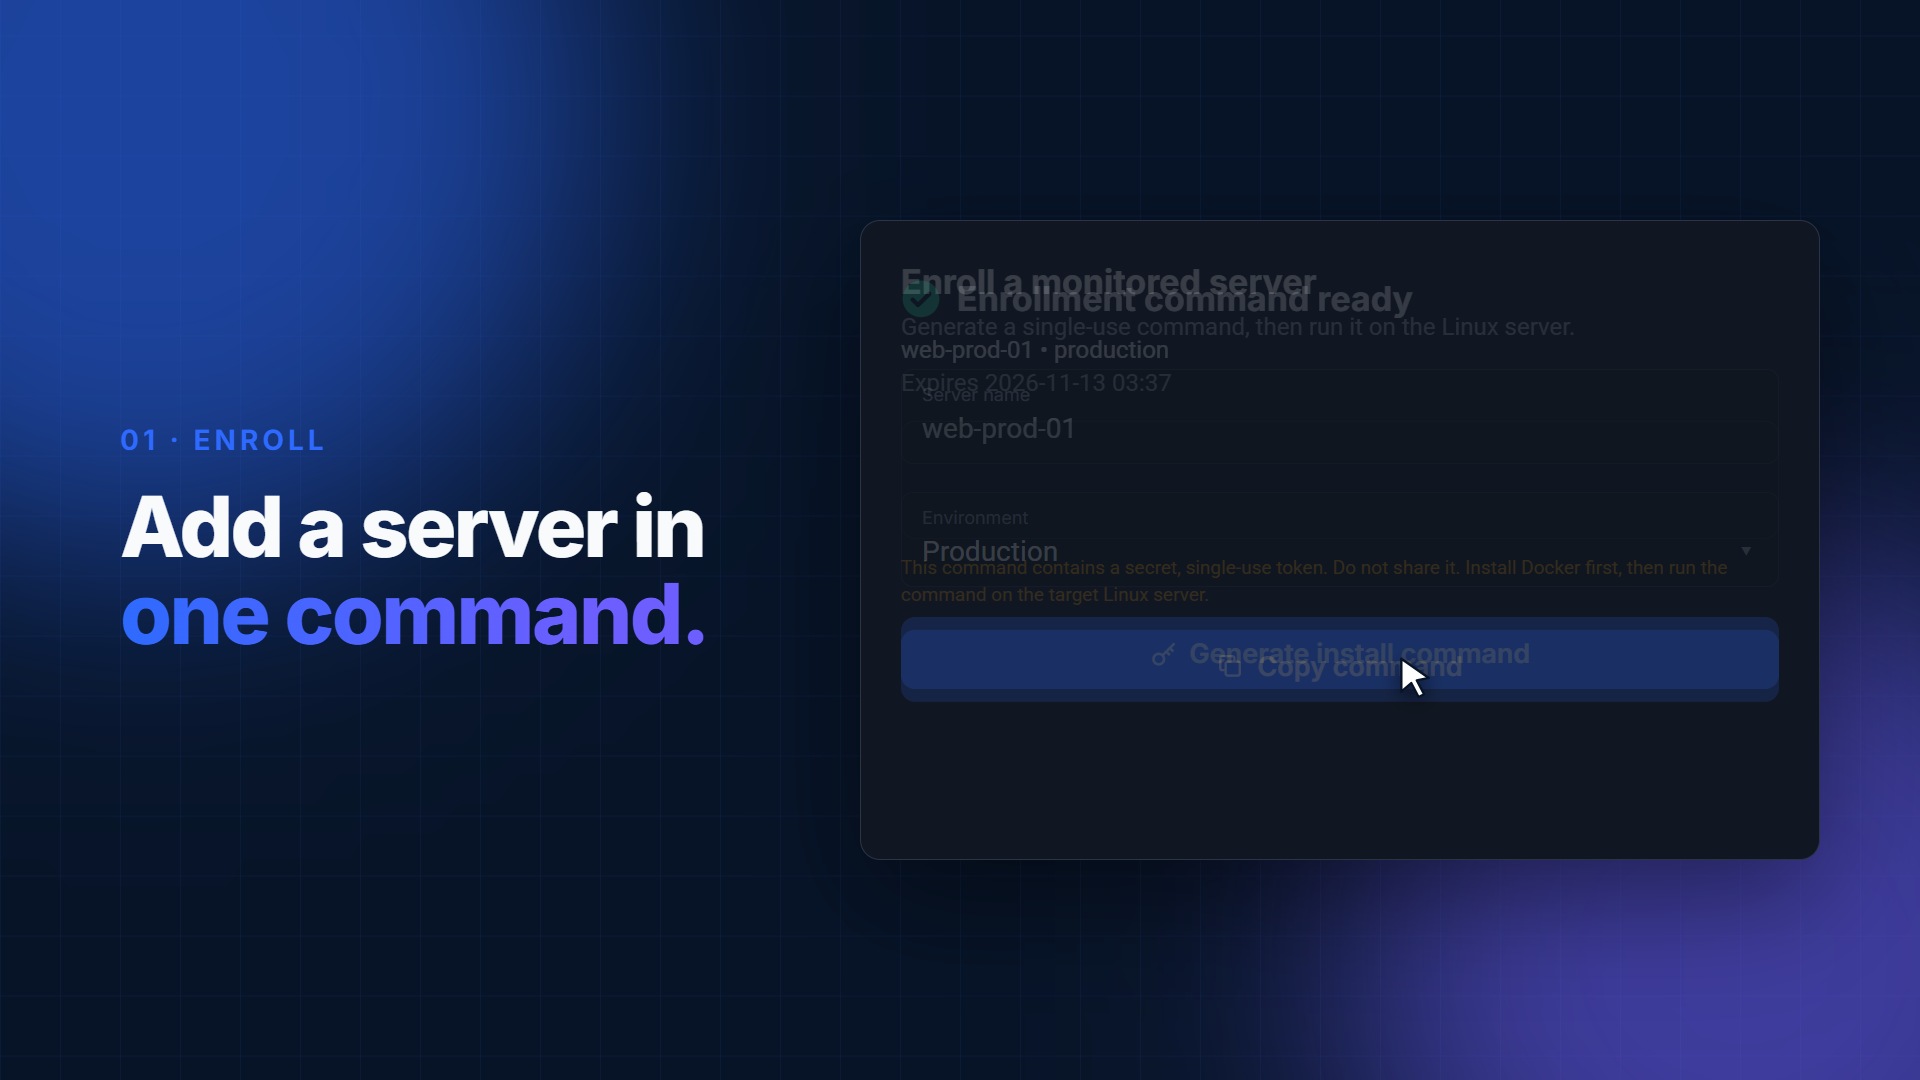 01 · ENROLL
Add a server in
one command.
Enroll a monitored server
Enrollment command ready
Generate a single-use command, then run it on the Linux server.
web-prod-01 • production
Expires 2026-11-13 03:37
Server name
web-prod-01
Environment
Production
This command contains a secret, single-use token. Do not share it. Install Docker first, then run the
command on the target Linux server.
Generate install command
Copy command